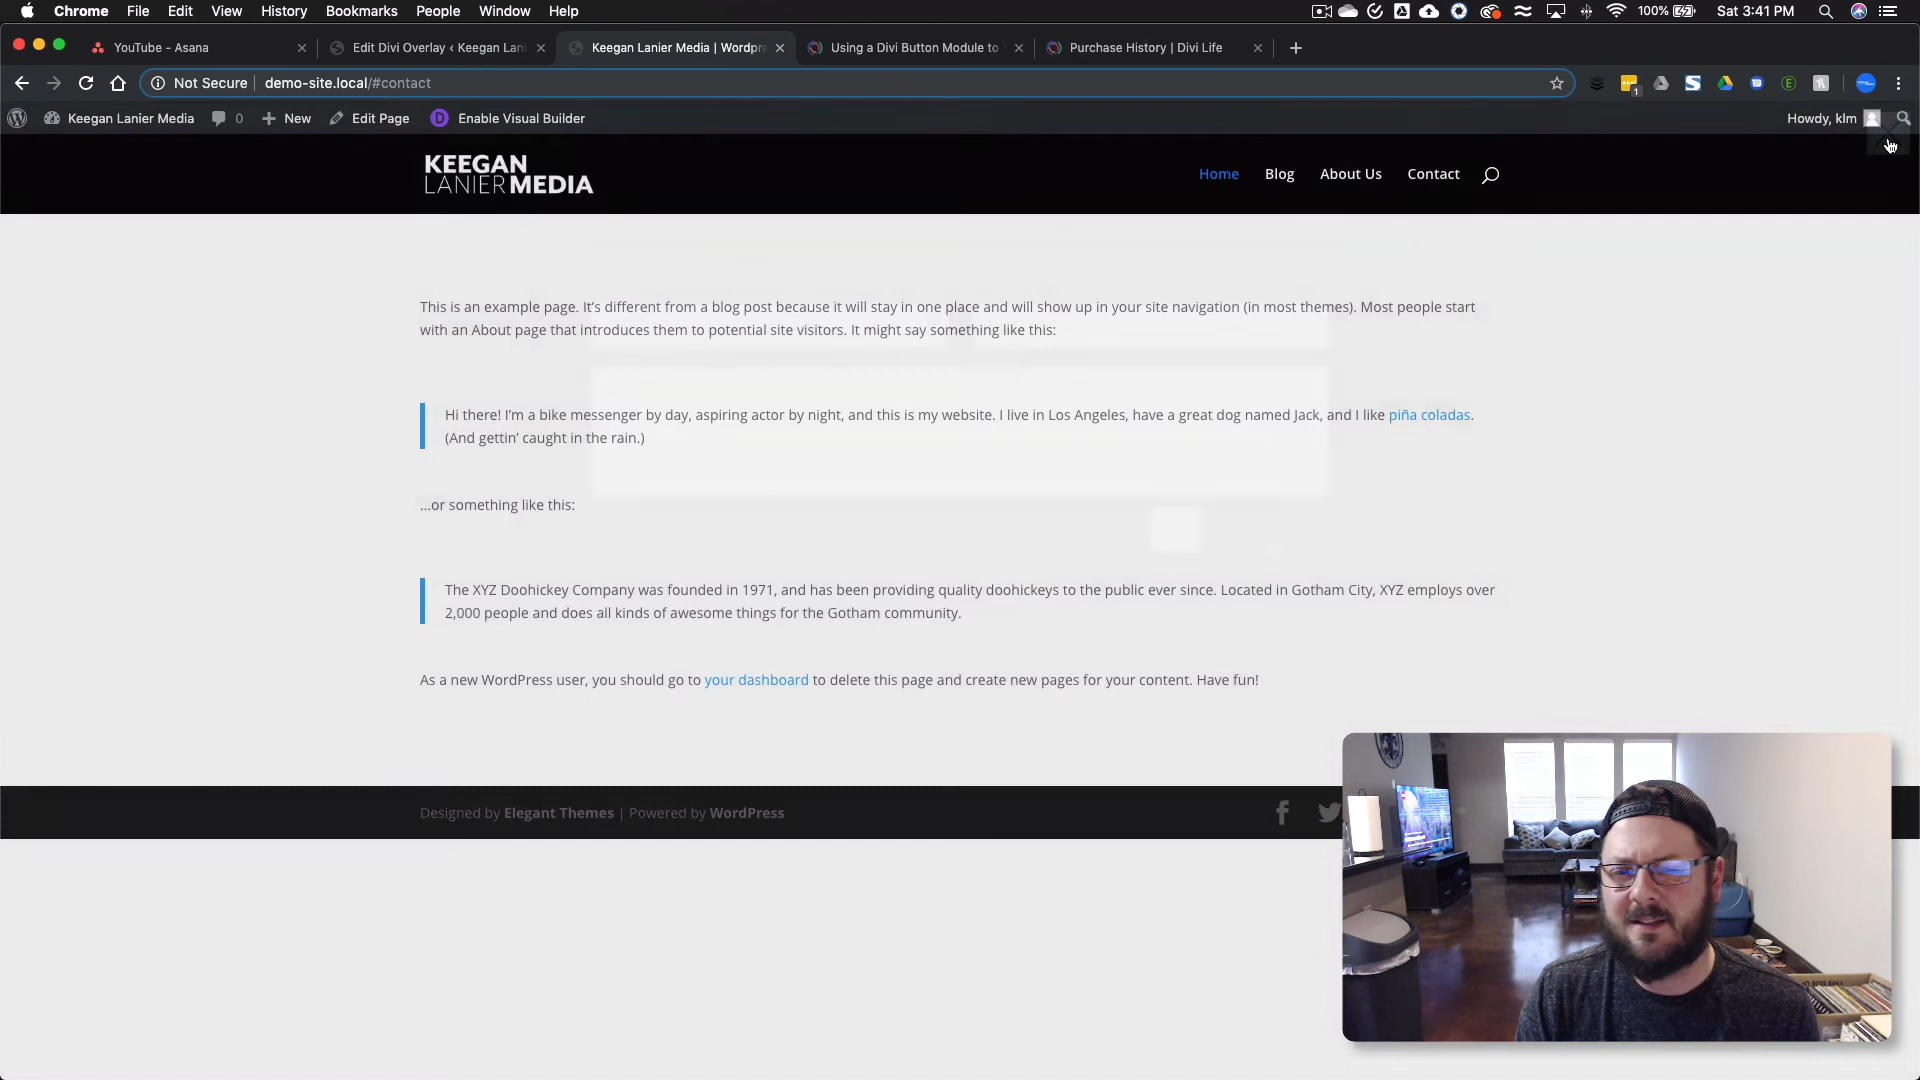 Chrome File Edit View History Bookmarks People Window Help 100% Sat 3:41 PM
YouTube - Asana Edit Divi Overlay ‹ Keegan Lani Keegan Lanier Media | Wordpre Using a Divi Button Module to Purchase History | Divi Life
Not Secure demo-site.local/#contact 1
Keegan Lanier Media 0 New Edit Page D Enable Visual Builder Howdy, klm
KEEGAN
LANIER MEDIA
Home Blog About Us Contact
This is an example page. It’s different from a blog post because it will stay in one place and will show up in your site navigation (in most themes). Most people start
with an About page that introduces them to potential site visitors. It might say something like this:
Hi there! I’m a bike messenger by day, aspiring actor by night, and this is my website. I live in Los Angeles, have a great dog named Jack, and I like piña coladas.
(And gettin’ caught in the rain.)
…or something like this:
The XYZ Doohickey Company was founded in 1971, and has been providing quality doohickeys to the public ever since. Located in Gotham City, XYZ employs over
2,000 people and does all kinds of awesome things for the Gotham community.
As a new WordPress user, you should go to your dashboard to delete this page and create new pages for your content. Have fun!
Designed by Elegant Themes | Powered by WordPress